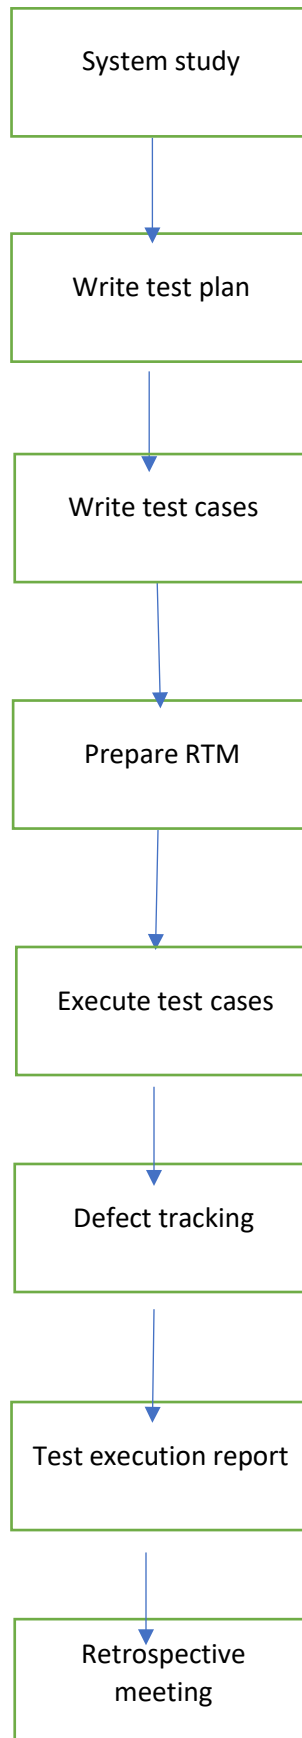 System study
Write test plan
Write test cases
Prepare RTM
Execute test cases
Defect tracking
Test execution report
Retrospective
meeting